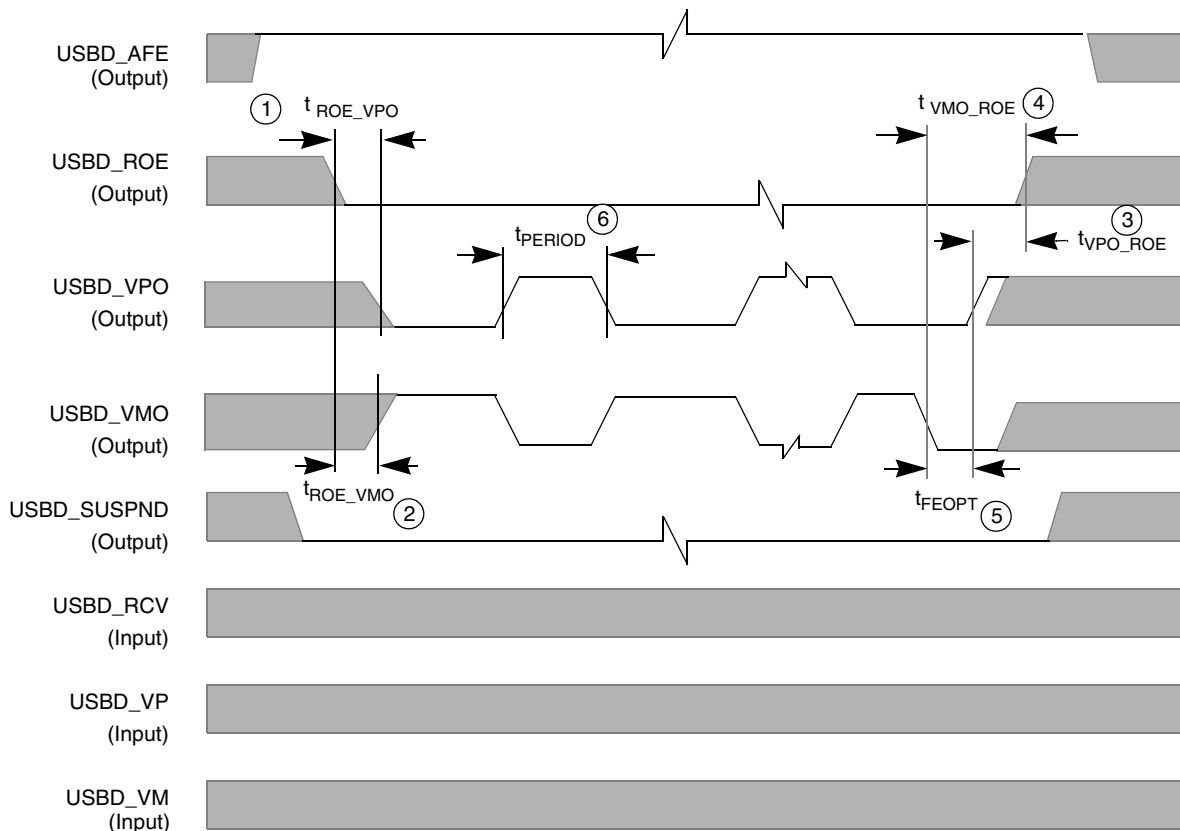 USBD_AFE
(Output)
1
t ROE_VPO
t VMO_ROE
4
USBD_ROE
(Output)
6
tPERIOD
3
tVPO_ROE
USBD_VPO
(Output)
USBD_VMO
(Output)
tROE_VMO
2
tFEOPT
5
USBD_SUSPND
(Output)
USBD_RCV
(Input)
USBD_VP
(Input)
USBD_VM
(Input)